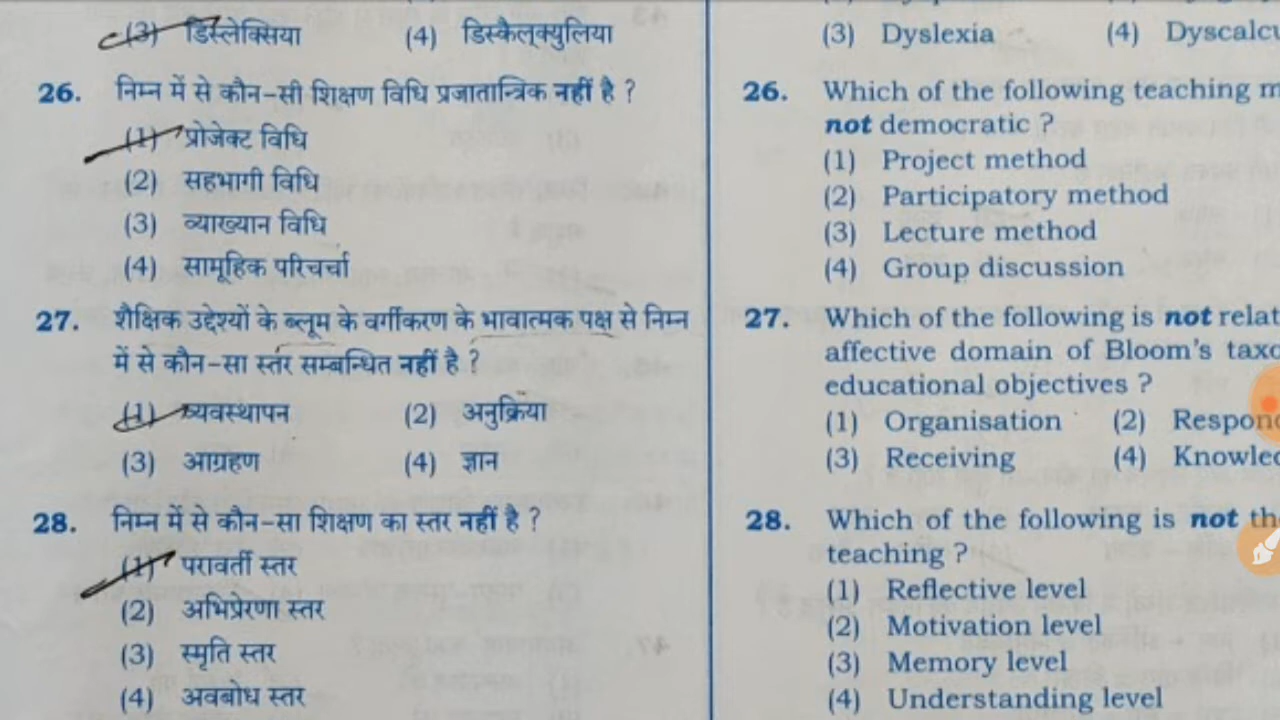 (3) डिस्लेक्सिया (4) डिस्कैल्क्युलिया
26. निम्न में से कौन-सी शिक्षण विधि प्रजातान्त्रिक नहीं है ?
(1) प्रोजेक्ट विधि
(2) सहभागी विधि
(3) व्याख्यान विधि
(4) सामूहिक परिचर्चा
27. शैक्षिक उद्देश्यों के ब्लूम के वर्गीकरण के भावात्मक पक्ष से निम्न
में से कौन-सा स्तर सम्बन्धित नहीं है ?
(1) व्यवस्थापन (2) अनुक्रिया
(3) आग्रहण (4) ज्ञान
28. निम्न में से कौन-सा शिक्षण का स्तर नहीं है ?
(1) परावर्ती स्तर
(2) अभिप्रेरणा स्तर
(3) स्मृति स्तर
(4) अवबोध स्तर
(3) Dyslexia (4) Dyscalcu
26. Which of the following teaching m
not democratic ?
(1) Project method
(2) Participatory method
(3) Lecture method
(4) Group discussion
27. Which of the following is not relat
affective domain of Bloom's taxo
educational objectives ?
(1) Organisation (2) Respon
(3) Receiving (4) Knowled
28. Which of the following is not th
teaching ?
(1) Reflective level
(2) Motivation level
(3) Memory level
(4) Understanding level